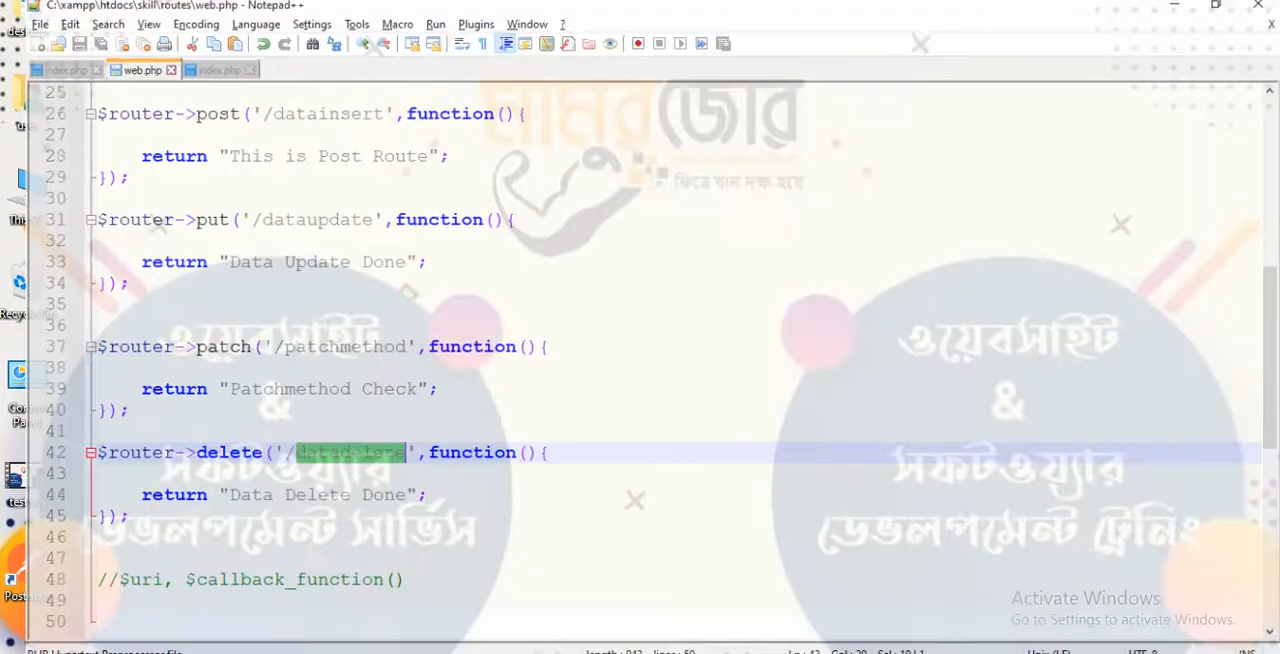 C:\xampp\htdocs\skill\routes\web.php - Notepad++
File Edit Search View Encoding Language Settings Tools Macro Run Plugins Window ?
index.php web.php index.php
25
26 $router->post('/datainsert',function(){
27
28 return "This is Post Route";
29 });
30
31 $router->put('/dataupdate',function(){
32
33 return "Data Update Done";
34 });
35
36
37 $router->patch('/patchmethod',function(){
38
39 return "Patchmethod Check";
40 });
41
42 $router->delete('/',function(){
43
44 return "Data Delete Done";
45 });
46
47
48 //$uri, $callback_function()
49
50
জোর
ওয়েবসাইট
&
সফটওয়্যার
ডেভলপমেন্ট সার্ভিস
ওয়েবসাইট
&
সফটওয়্যার
ডেভলপমেন্ট ট্রেনিং
Activate Windows
Go to Settings to activate Windows.